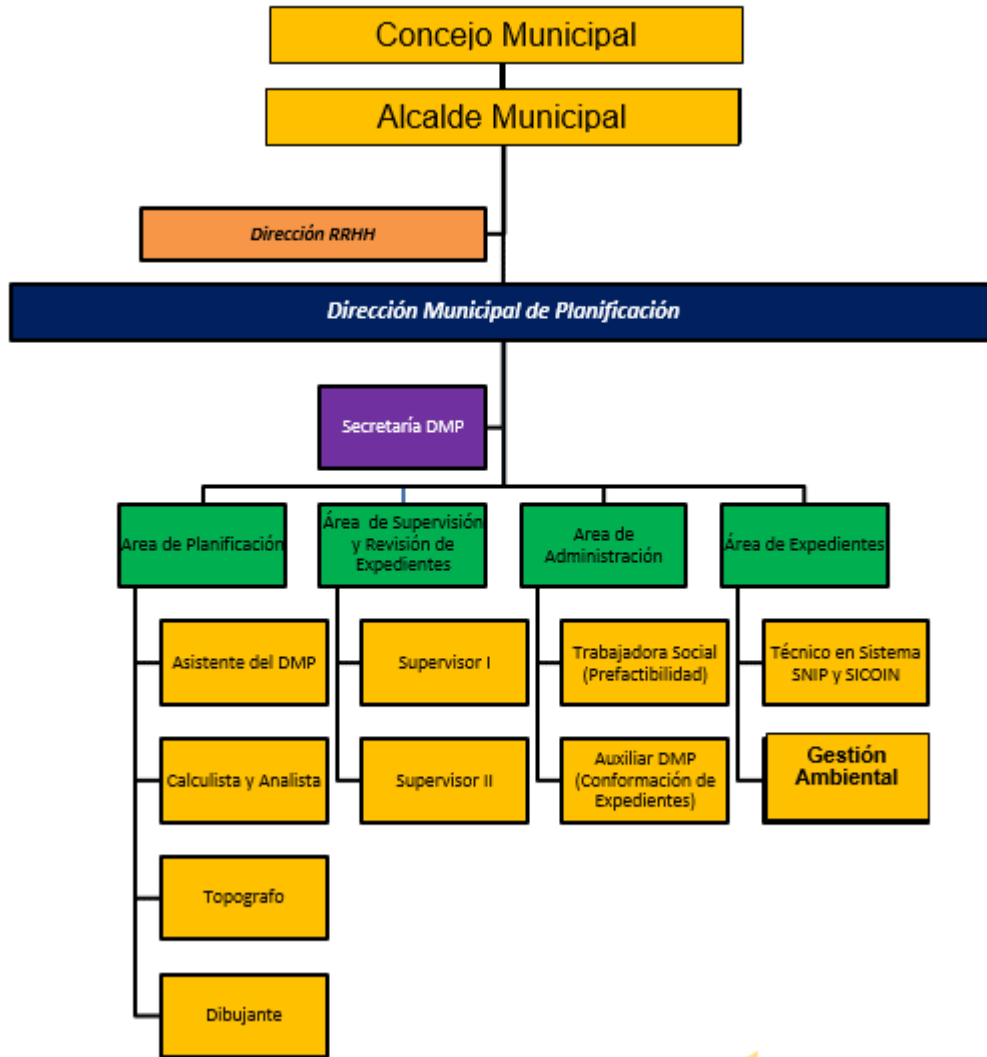 Concejo Municipal
Alcalde Municipal
Dirección RRHH
Dirección Municipal de Planificación
Secretaría DMP
Area de Planificación
Área de Supervisión
y Revisión de
Expedientes
Area de
Administración
Área de Expedientes
Asistente del DMP
Supervisor I
Trabajadora Social
(Prefactibilidad)
Técnico en Sistema
SNIP y SICOIN
Calculista y Analista
Supervisor II
Auxiliar DMP
(Conformación de
Expedientes)
Gestión
Ambiental
Topografo
Dibujante